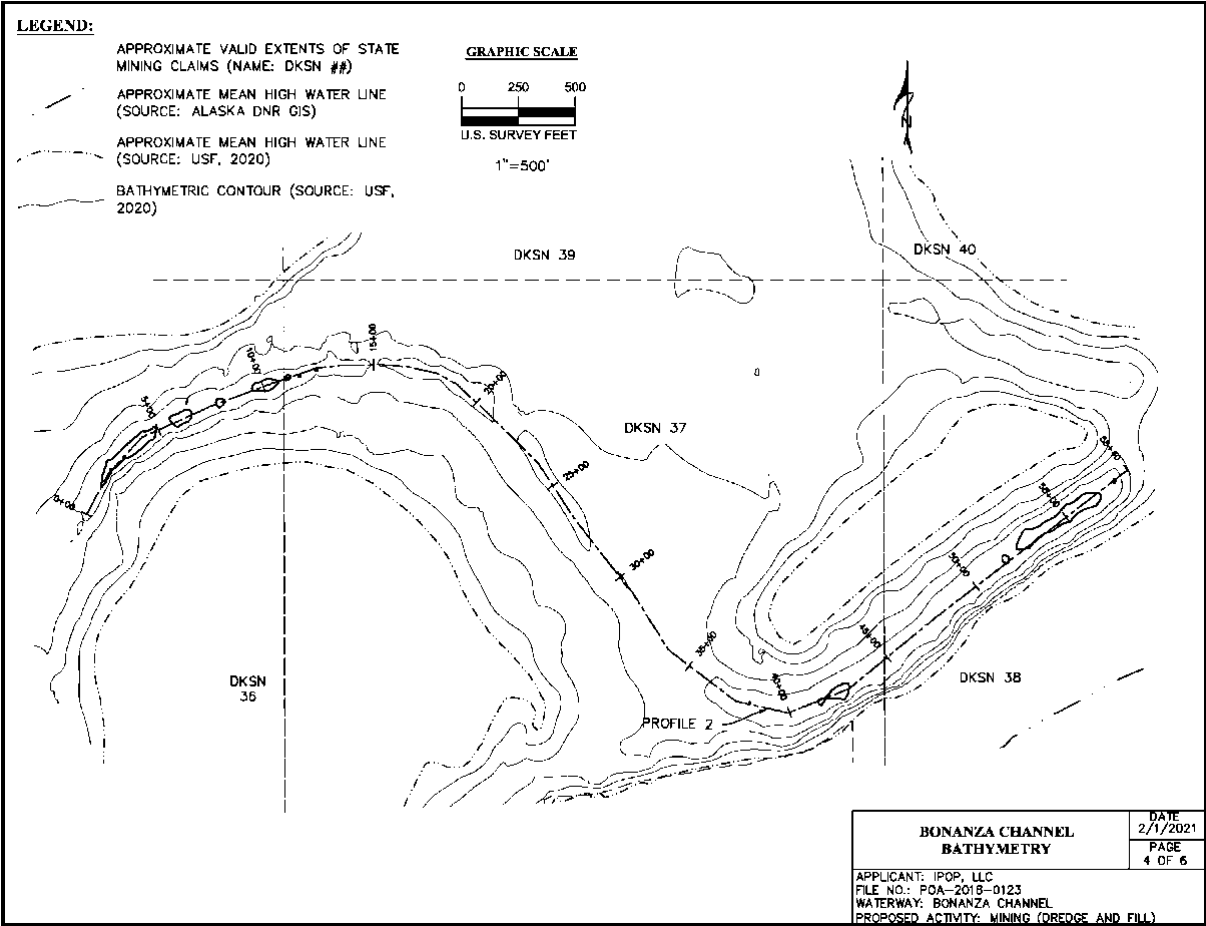 LEGEND:
APPROXIMATE VALID EXTENTS OF STATE
MINING CLAIMS (NAME: DKSN ##)
APPROXIMATE MEAN HIGH WATER LINE
(SOURCE: ALASKA DNR GIS)
APPROXIMATE MEAN HIGH WATER LINE
(SOURCE: USF, 2020)
BATHYMETRIC CONTOUR (SOURCE: USF,
2020)
GRAPHIC SCALE
0 250 500
U.S. SURVEY FEET
1"=500'
N
DKSN 39
DKSN 40
0+00
5+00
10+00
15+00
20+00
25+00
30+00
35+00
40+00
45+00
50+00
DKSN 37
DKSN
36
DKSN 38
PROFILE 2
BONANZA CHANNEL
BATHYMETRY
DATE
2/1/2021
PAGE
4 OF 6
APPLICANT: IPOP, LLC
FILE NO.: POA-2018-0123
WATERWAY: BONANZA CHANNEL
PROPOSED ACTIVITY: MINING (DREDGE AND FILL)